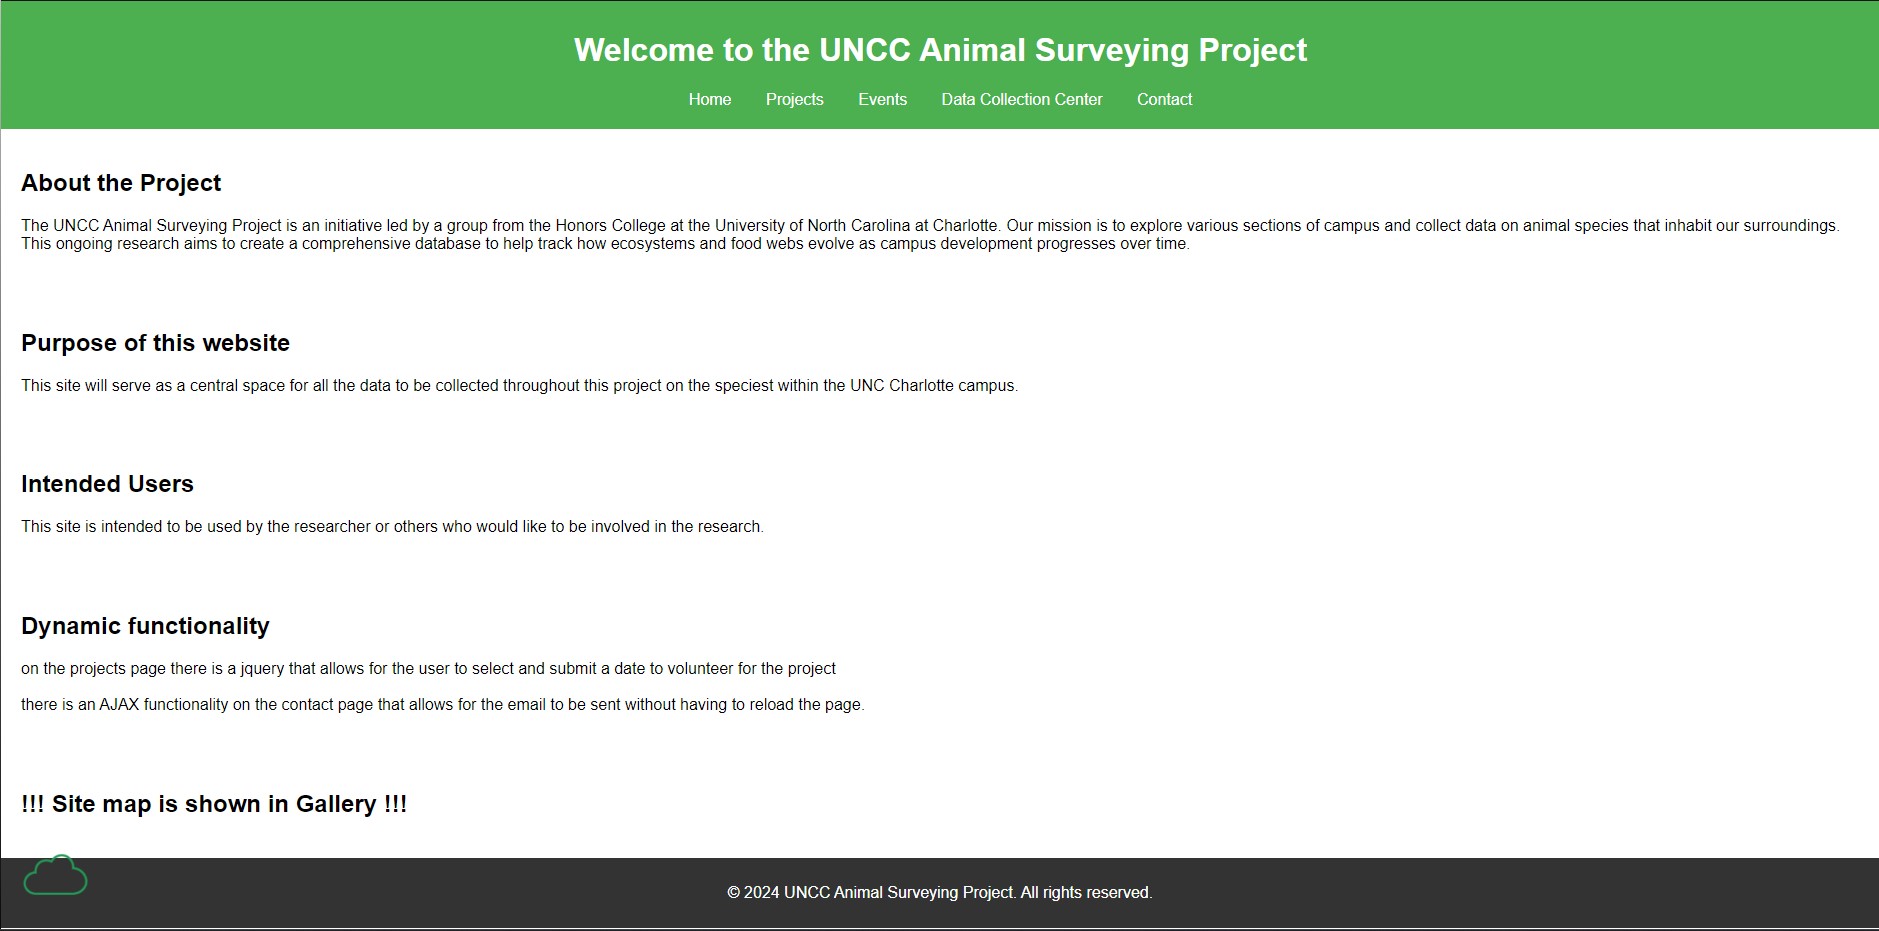 Welcome to the UNCC Animal Surveying Project
Home Projects Events Data Collection Center Contact
About the Project
The UNCC Animal Surveying Project is an initiative led by a group from the Honors College at the University of North Carolina at Charlotte. Our mission is to explore various sections of campus and collect data on animal species that inhabit our surroundings.
This ongoing research aims to create a comprehensive database to help track how ecosystems and food webs evolve as campus development progresses over time.
Purpose of this website
This site will serve as a central space for all the data to be collected throughout this project on the speciest within the UNC Charlotte campus.
Intended Users
This site is intended to be used by the researcher or others who would like to be involved in the research.
Dynamic functionality
on the projects page there is a jquery that allows for the user to select and submit a date to volunteer for the project
there is an AJAX functionality on the contact page that allows for the email to be sent without having to reload the page.
!!! Site map is shown in Gallery !!!
© 2024 UNCC Animal Surveying Project. All rights reserved.